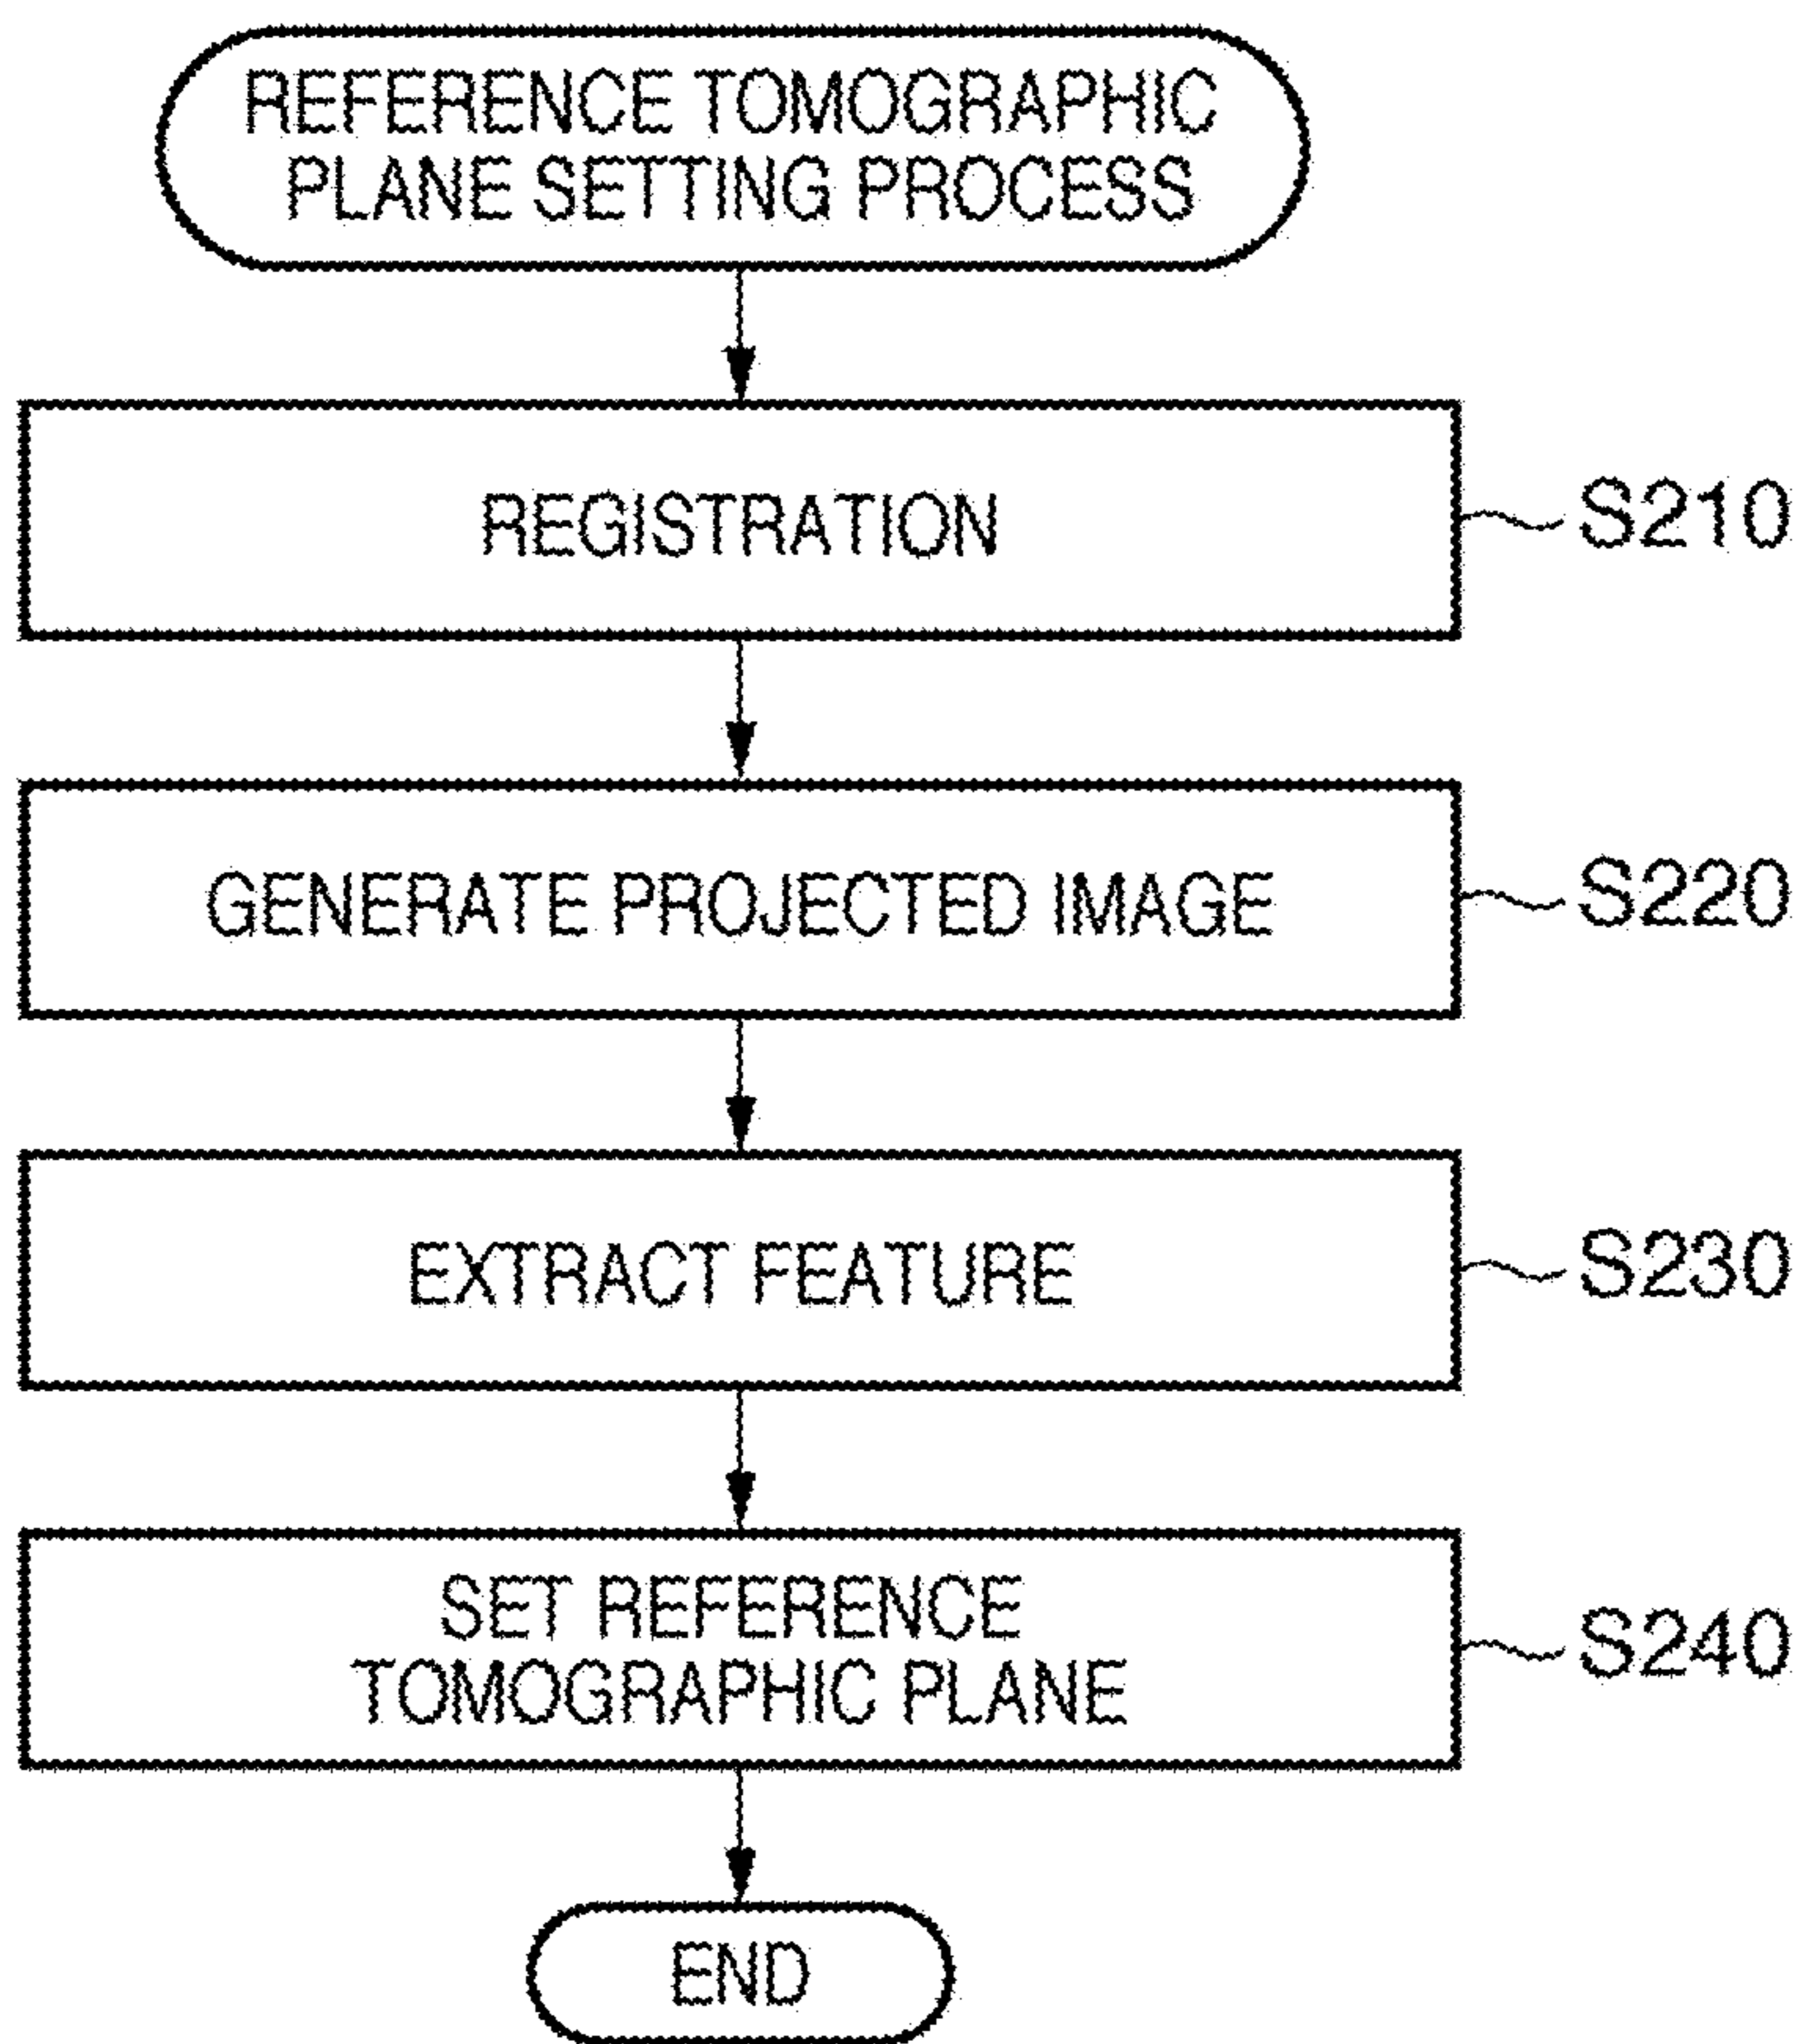 REFERENCE TOMOGRAPHIC
PLANE SETTING PROCESS
REGISTRATION
S210
GENERATE PROJECTED IMAGE
S220
EXTRACT FEATURE
S230
SET REFERENCE
TOMOGRAPHIC PLANE
S240
END